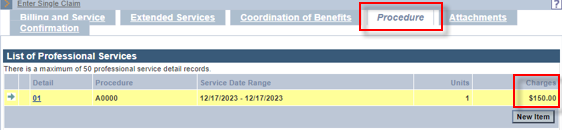 Enter Single Claim ?
Billing and Service Extended Services Coordination of Benefits Procedure Attachments
Confirmation
List of Professional Services
There is a maximum of 50 professional service detail records.
Detail Procedure Service Date Range Units Charges
01 A0000 12/17/2023 - 12/17/2023 1 $150.00
New Item